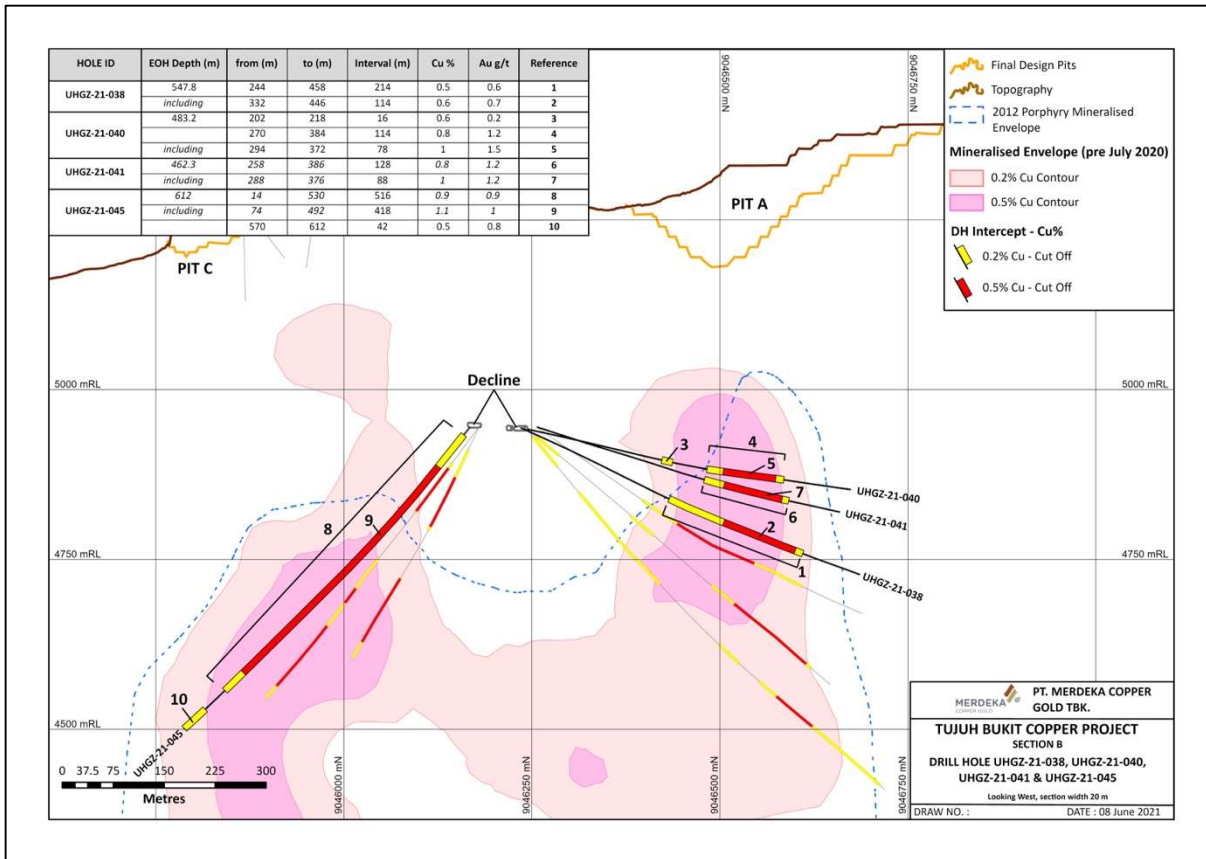 HOLE ID EOH Depth (m) from (m) to (m) Interval (m) Cu % Au g/t Reference
UHGZ-21-038 547.8 244 458 214 0.5 0.6 1
including 332 446 114 0.6 0.7 2
UHGZ-21-040 483.2 202 218 16 0.6 0.2 3
270 384 114 0.8 1.2 4
including 294 372 78 1 1.5 5
UHGZ-21-041 462.3 258 386 128 0.8 1.2 6
including 288 376 88 1 1.2 7
UHGZ-21-045 612 14 530 516 0.9 0.9 8
including 74 492 418 1.1 1 9
570 612 42 0.5 0.8 10
9046500 mN
9046750 mN
Final Design Pits
Topography
2012 Porphyry Mineralised
Envelope
Mineralised Envelope (pre July 2020)
0.2% Cu Contour
0.5% Cu Contour
DH Intercept - Cu%
0.2% Cu - Cut Off
0.5% Cu - Cut Off
PIT A
PIT C
5000 mRL
5000 mRL
Decline
3
4
5
7
6
2
1
UHGZ-21-040
UHGZ-21-041
UHGZ-21-038
8
9
10
UHGZ-21-045
4750 mRL
4750 mRL
4500 mRL
4500 mRL
0 37.5 75 150 225 300
Metres
9046000 mN
9046250 mN
9046500 mN
9046750 mN
MERDEKA
COPPER GOLD
PT. MERDEKA COPPER
GOLD TBK.
TUJUH BUKIT COPPER PROJECT
SECTION B
DRILL HOLE UHGZ-21-038, UHGZ-21-040,
UHGZ-21-041 & UHGZ-21-045
Looking West, section width 20 m
DRAW NO. : DATE : 08 June 2021